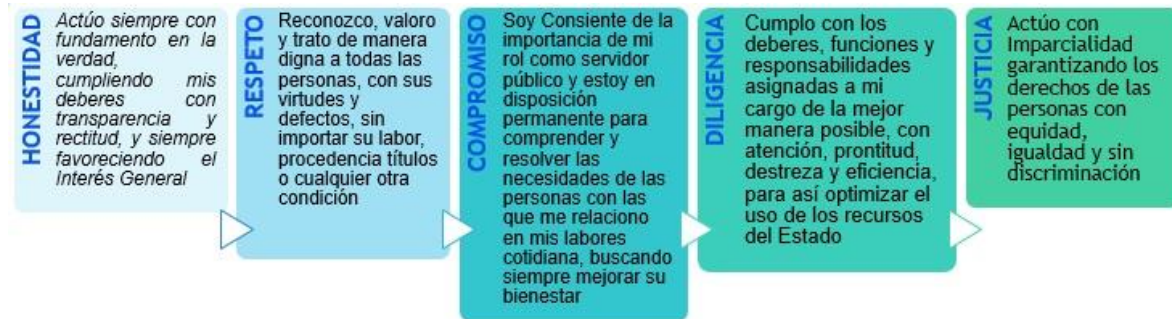 HONESTIDAD
Actúo siempre con
fundamento en la
verdad,
cumpliendo mis
deberes con
transparencia y
rectitud, y siempre
favoreciendo el
Interés General
RESPETO
Reconozco, valoro
y trato de manera
digna a todas las
personas, con sus
virtudes y
defectos, sin
importar su labor,
procedencia títulos
o cualquier otra
condición
COMPROMISO
Soy Consiente de la
importancia de mi
rol como servidor
público y estoy en
disposición
permanente para
comprender y
resolver las
necesidades de las
personas con las
que me relaciono
en mis labores
cotidiana, buscando
siempre mejorar su
bienestar
DILIGENCIA
Cumplo con los
deberes, funciones y
responsabilidades
asignadas a mi
cargo de la mejor
manera posible, con
atención, prontitud,
destreza y eficiencia,
para así optimizar el
uso de los recursos
del Estado
JUSTICIA
Actúo con
Imparcialidad
garantizando los
derechos de las
personas con
equidad,
igualdad y sin
discriminación